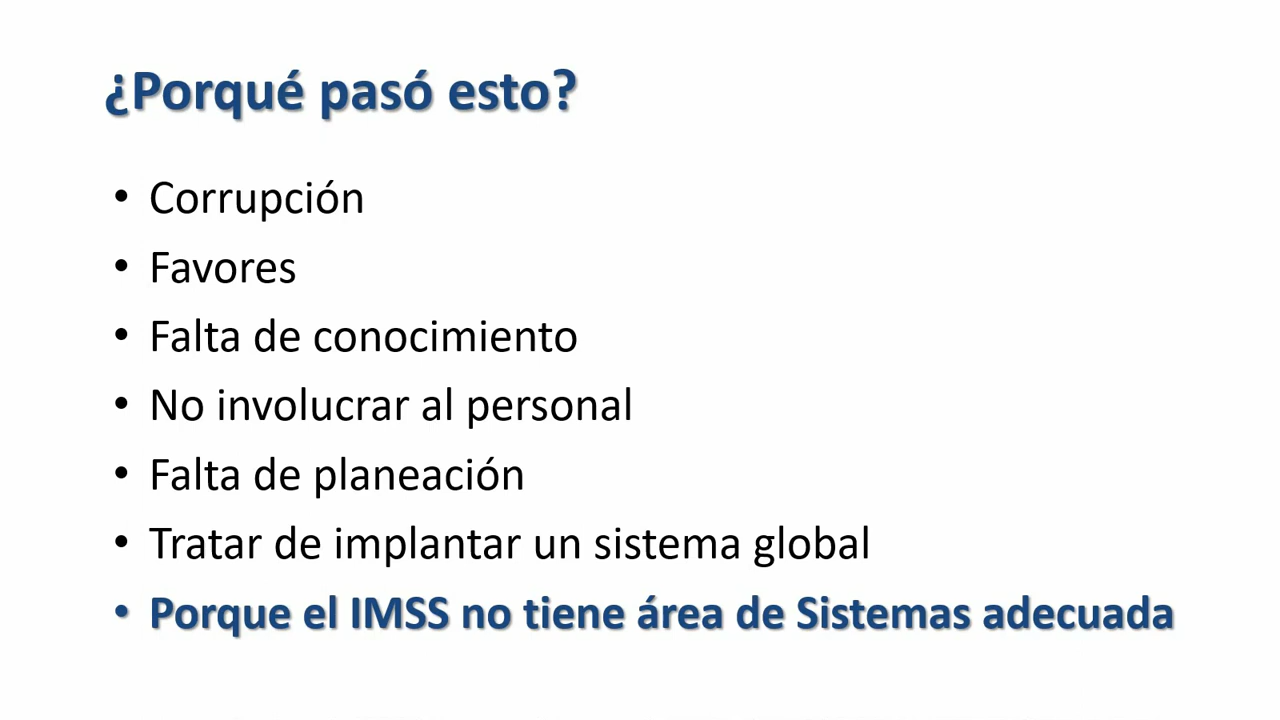 ¿Porqué pasó esto?
• Corrupción
• Favores
• Falta de conocimiento
• No involucrar al personal
• Falta de planeación
• Tratar de implantar un sistema global
• Porque el IMSS no tiene área de Sistemas adecuada